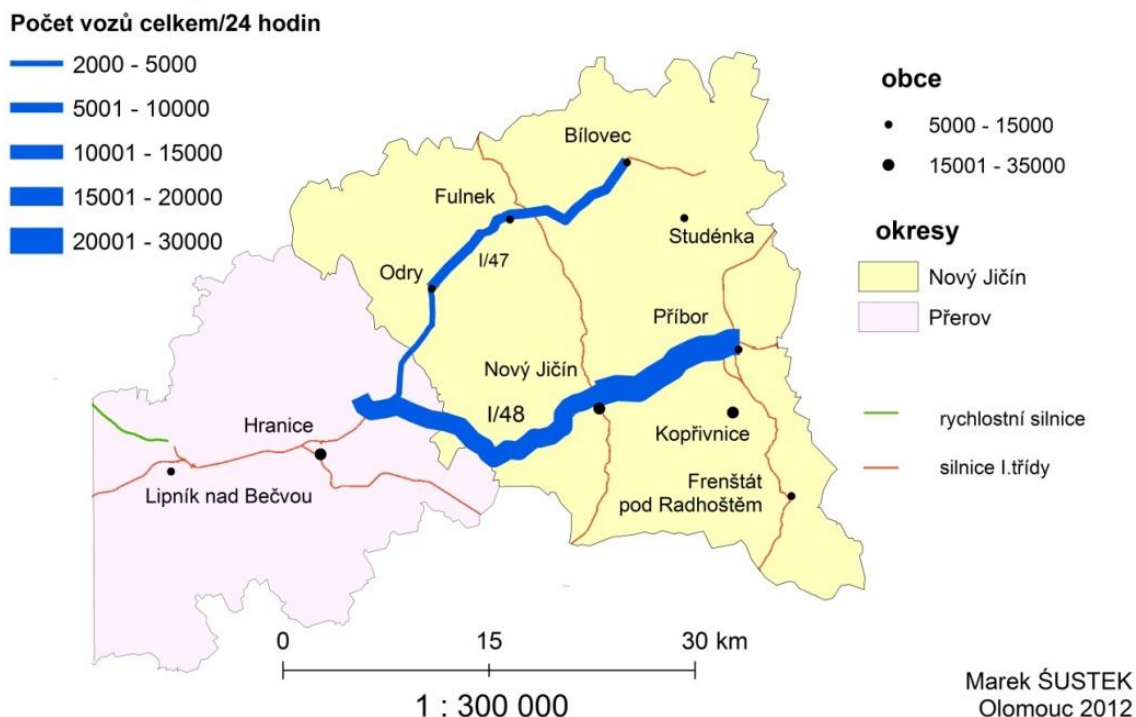 Počet vozů celkem/24 hodin
2000 - 5000
5001 - 10000
10001 - 15000
15001 - 20000
20001 - 30000
obce
5000 - 15000
15001 - 35000
okresy
Nový Jičín
Přerov
rychlostní silnice
silnice I.třídy
Bílovec
Fulnek
Studénka
I/47
Odry
Příbor
Nový Jičín
I/48
Hranice
Kopřivnice
Lipník nad Bečvou
Frenštát
pod Radhoštěm
0 15 30 km
1 : 300 000
Marek ŚUSTEK
Olomouc 2012